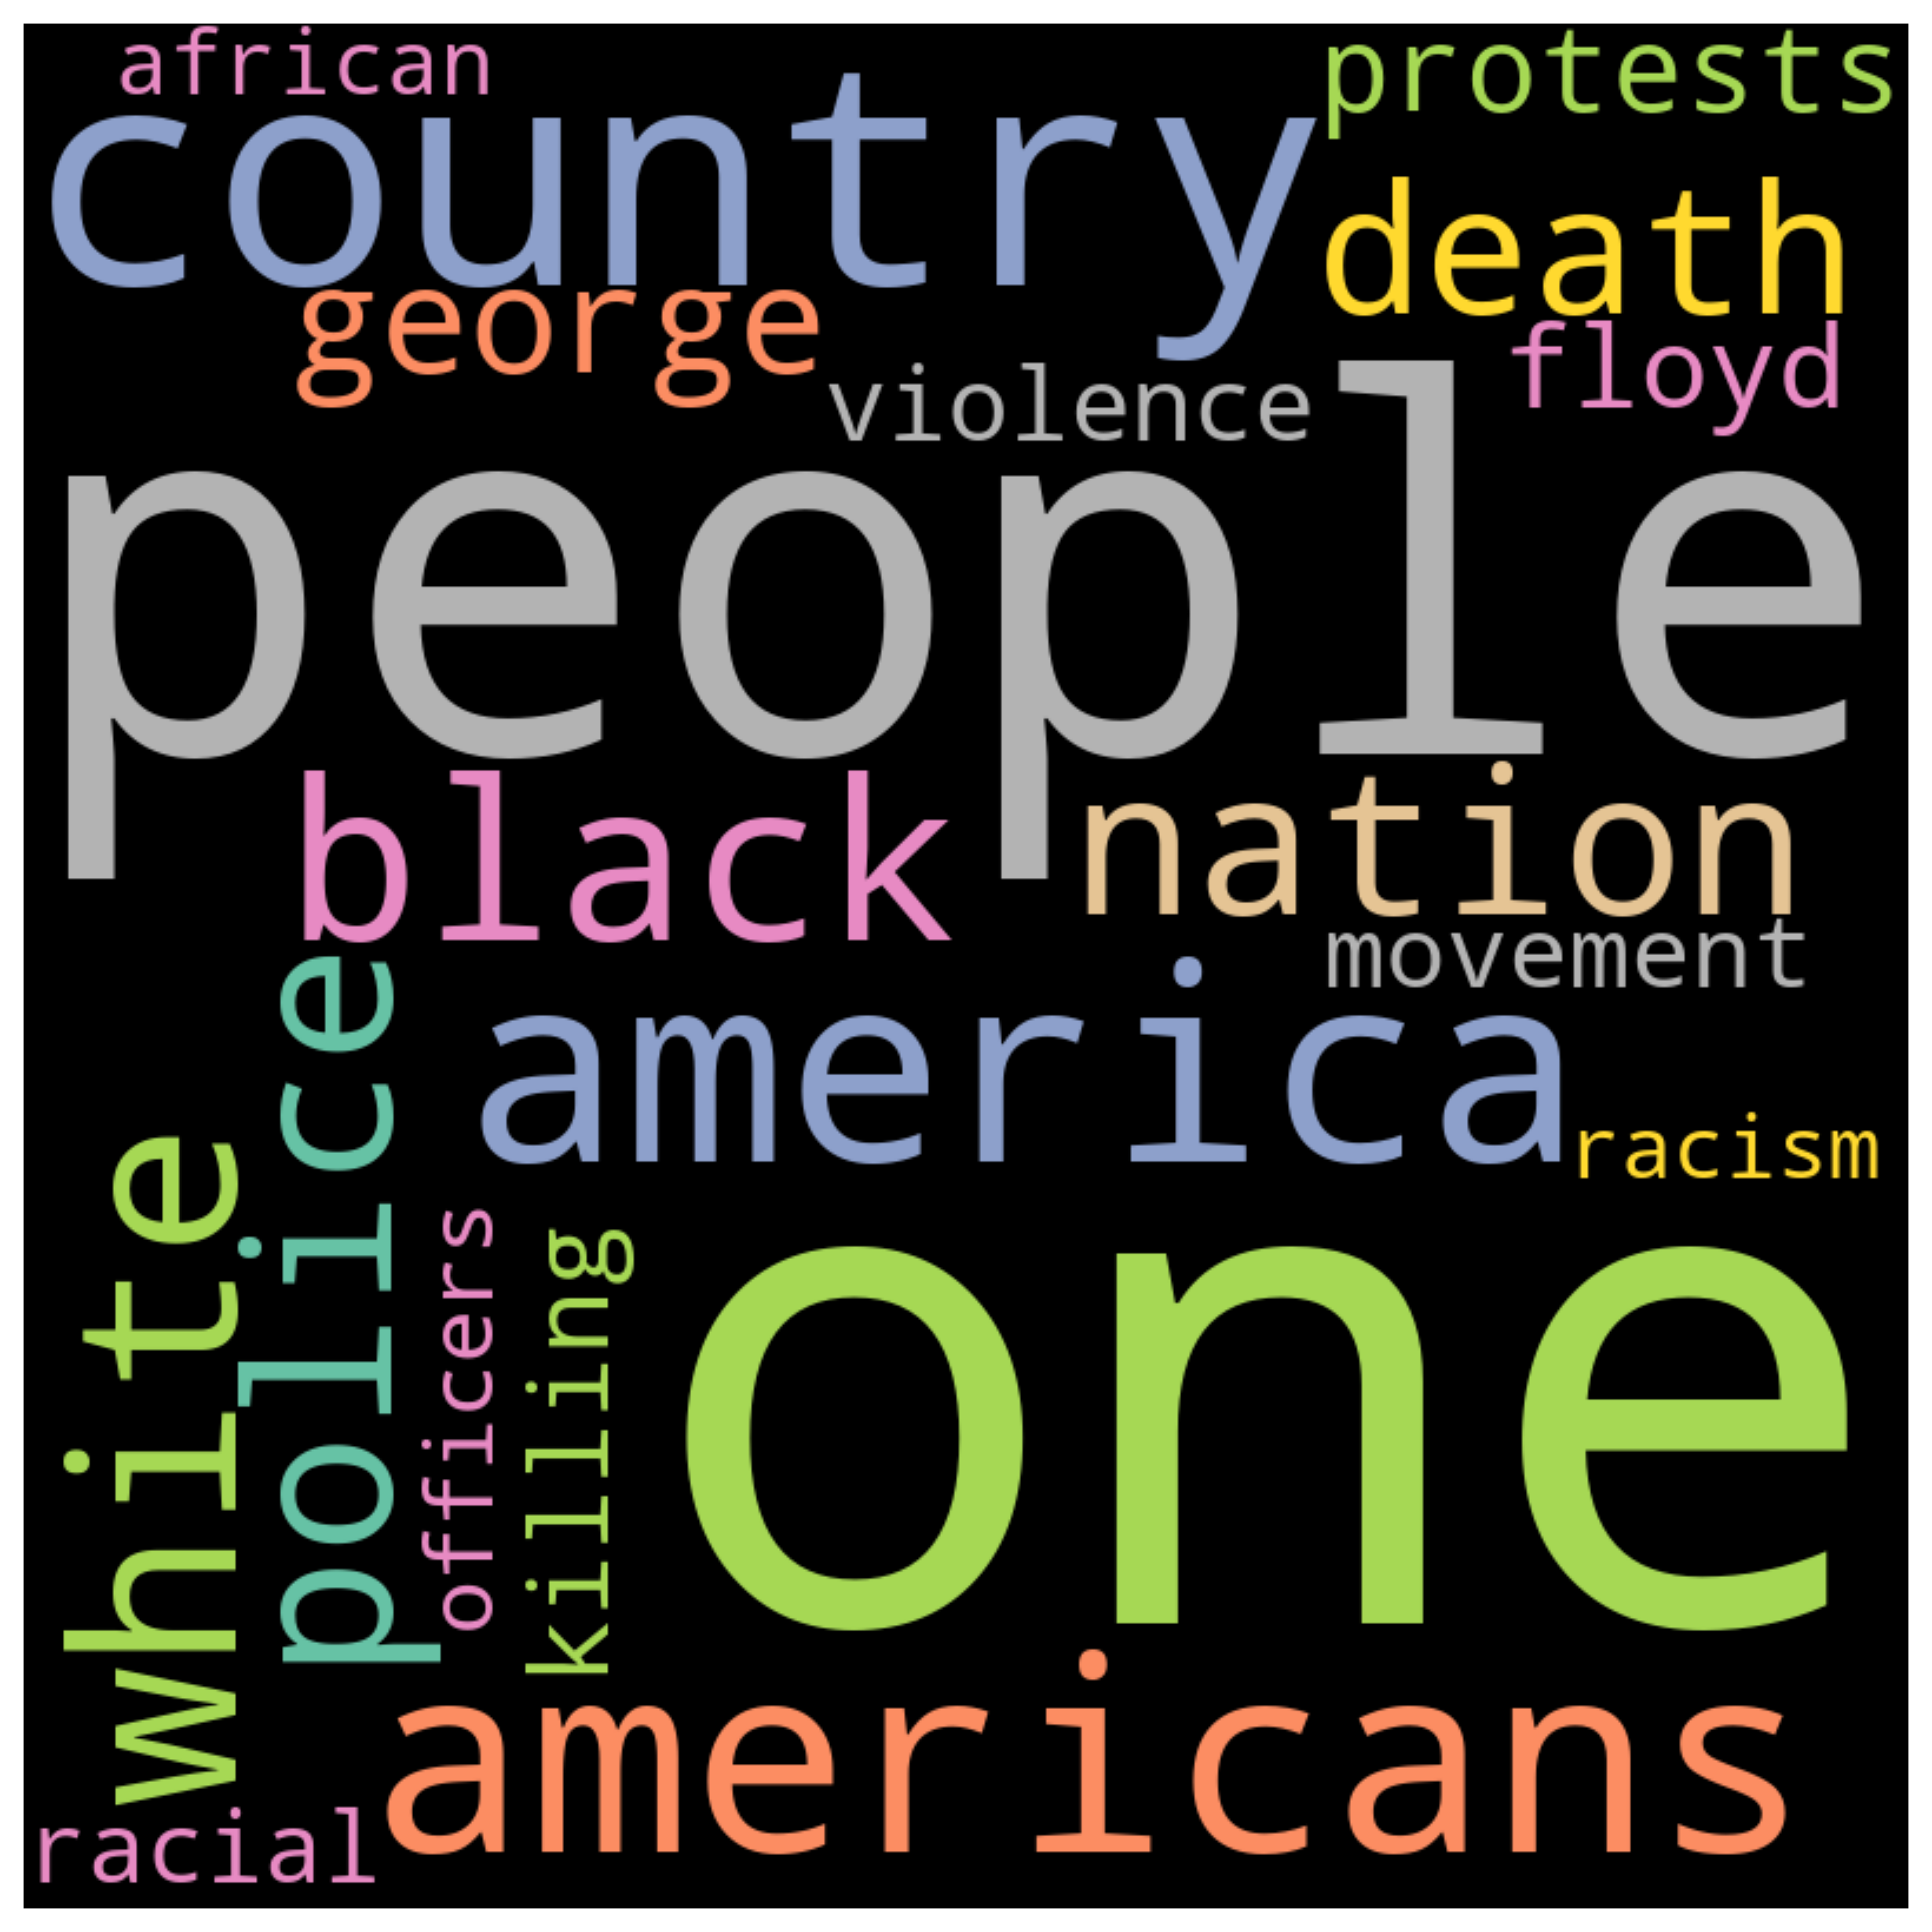 african
protests
country
death
george
floyd
violence
people
black
nation
movement
police
america
racism
white
officers
killing
one
americans
racial